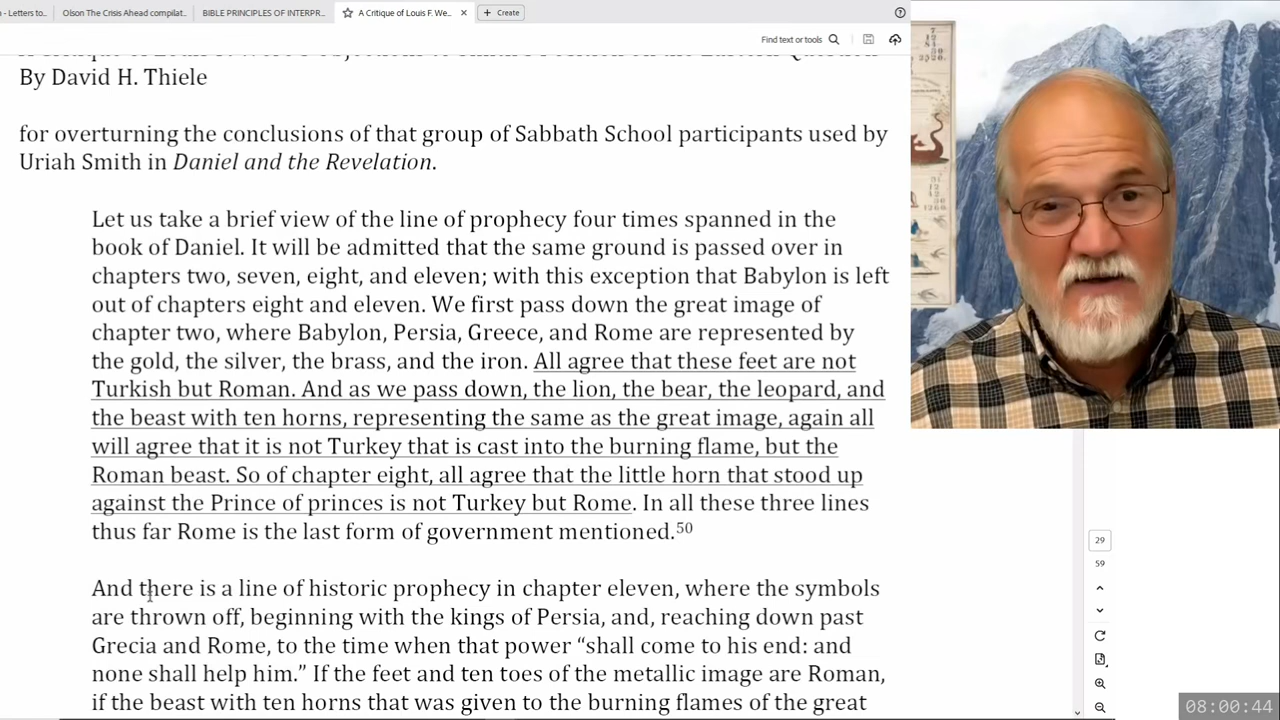 n - Letters to...
Olson The Crisis Ahead compilat..
BIBLE PRINCIPLES OF INTERPR...
A Critique of Louis F. We...
Create
Find text or tools
By David H. Thiele
for overturning the conclusions of that group of Sabbath School participants used by
Uriah Smith in Daniel and the Revelation.
Let us take a brief view of the line of prophecy four times spanned in the
book of Daniel. It will be admitted that the same ground is passed over in
chapters two, seven, eight, and eleven; with this exception that Babylon is left
out of chapters eight and eleven. We first pass down the great image of
chapter two, where Babylon, Persia, Greece, and Rome are represented by
the gold, the silver, the brass, and the iron. All agree that these feet are not
Turkish but Roman. And as we pass down, the lion, the bear, the leopard, and
the beast with ten horns, representing the same as the great image, again all
will agree that it is not Turkey that is cast into the burning flame, but the
Roman beast. So of chapter eight, all agree that the little horn that stood up
against the Prince of princes is not Turkey but Rome. In all these three lines
thus far Rome is the last form of government mentioned.50
And there is a line of historic prophecy in chapter eleven, where the symbols
are thrown off, beginning with the kings of Persia, and, reaching down past
Grecia and Rome, to the time when that power “shall come to his end: and
none shall help him.” If the feet and ten toes of the metallic image are Roman,
if the beast with ten horns that was given to the burning flames of the great
29
59
08:00:44